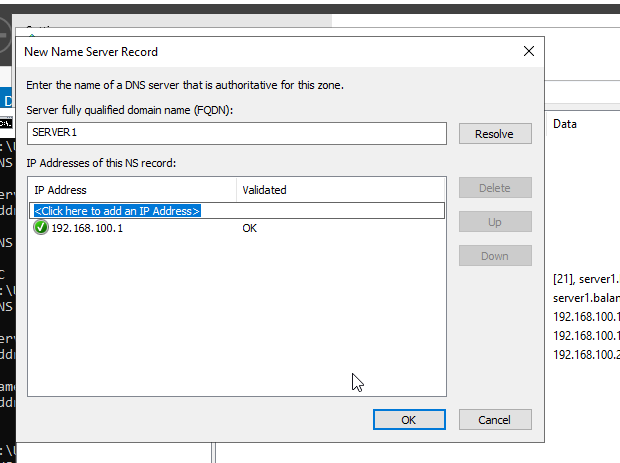 New Name Server Record
Enter the name of a DNS server that is authoritative for this zone.
Server fully qualified domain name (FQDN):
SERVER1
Resolve
IP Addresses of this NS record:
IP Address Validated
<Click here to add an IP Address>
192.168.100.1 OK
Delete
Up
Down
OK
Cancel
Data
[21], server1.
server1.balan
192.168.100.1
192.168.100.1
192.168.100.2